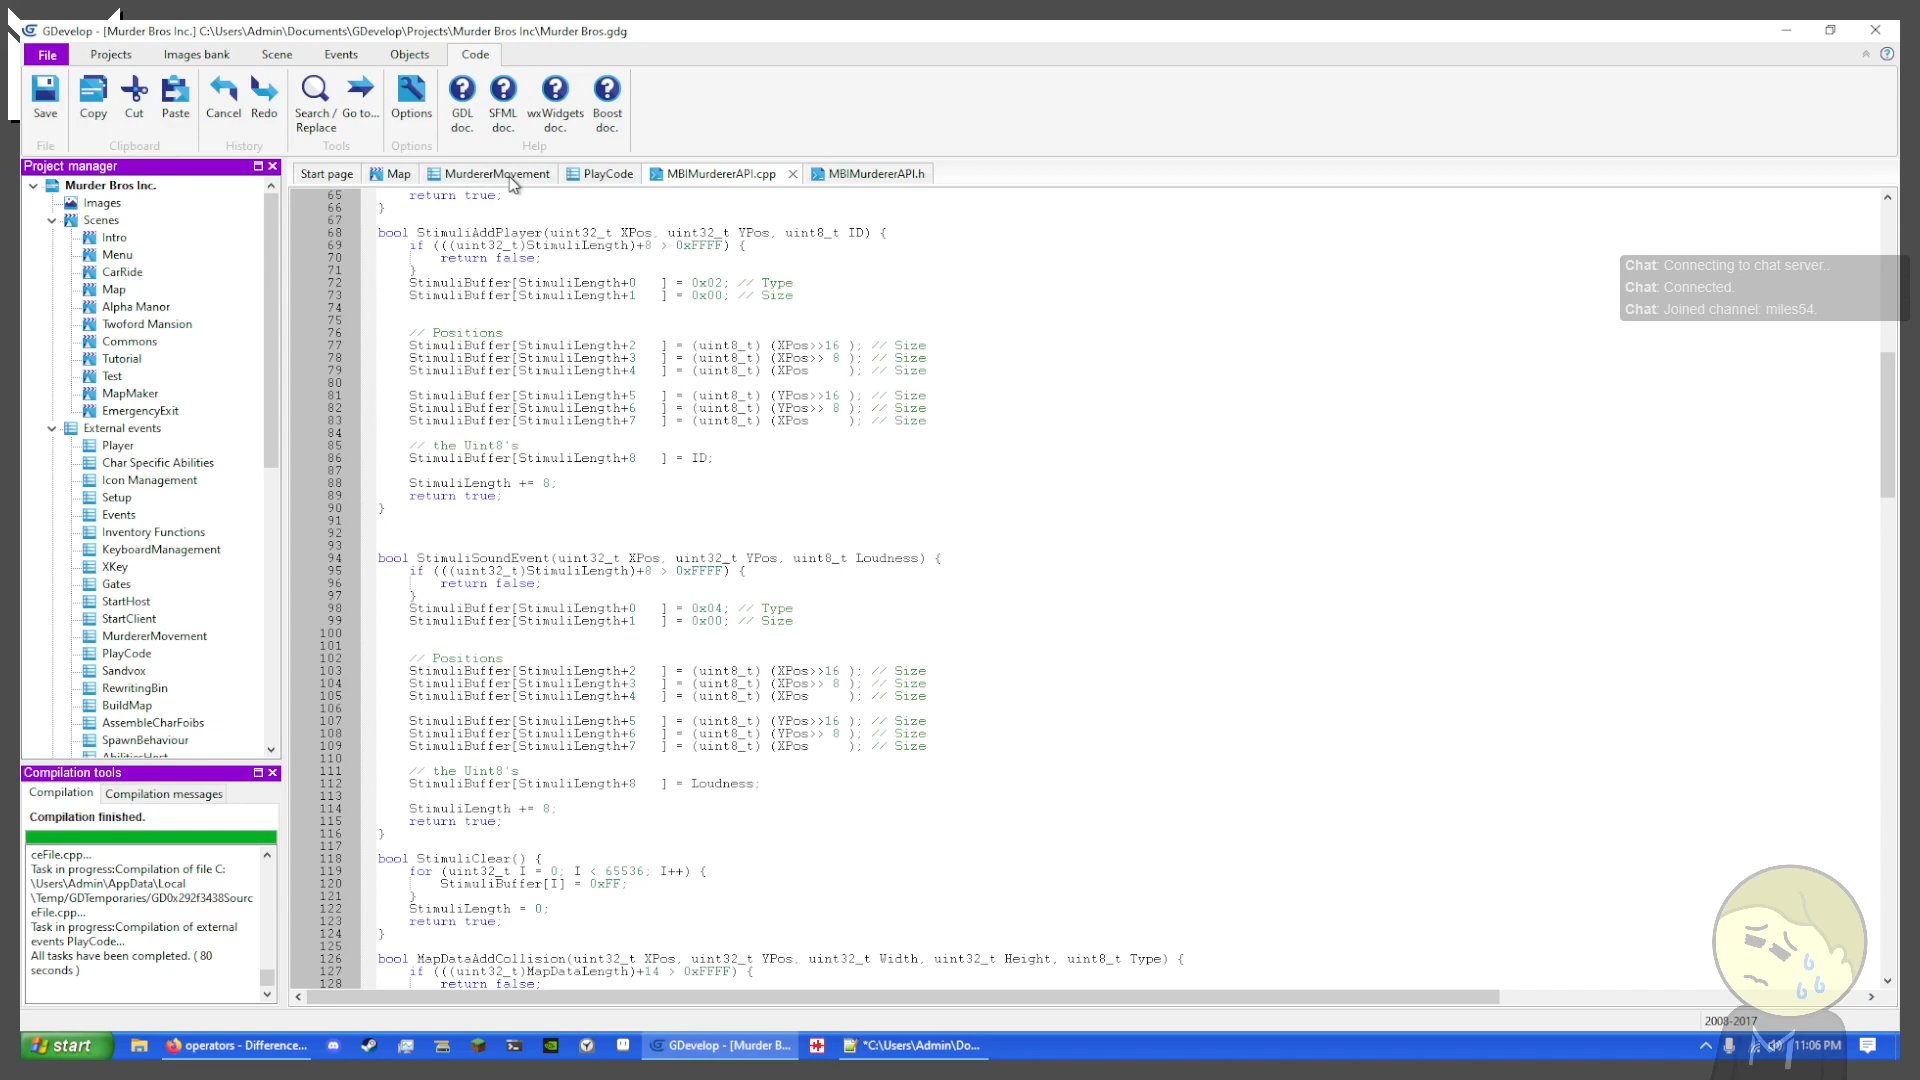 GDevelop - [Murder Bros Inc.] C:\Users\Admin\Documents\GDevelop\Projects\Murder Bros Inc\Murder Bros.gdg
File Projects Images bank Scene Events Objects Code
Save Copy Cut Paste Cancel Redo Search / Replace Go to... Options GDL doc. SFML doc. wxWidgets doc. Boost doc.
File Clipboard History Tools Options Help
Project manager
Start page Map MurdererMovement PlayCode MBIMurdererAPI.cpp MBIMurdererAPI.h
Murder Bros Inc.
Images
Scenes
Intro
Menu
CarRide
Map
Alpha Manor
Twoford Mansion
Commons
Tutorial
Test
MapMaker
EmergencyExit
External events
Player
Char Specific Abilities
Icon Management
Setup
Events
Inventory Functions
KeyboardManagement
XKey
Gates
StartHost
StartClient
MurdererMovement
PlayCode
Sandvox
RewritingBin
BuildMap
AssembleCharFoibs
SpawnBehaviour
AbilitiesHost
Compilation tools
Compilation Compilation messages
Compilation finished.
ceFile.cpp...
Task in progress:Compilation of file C:
\Users\Admin\AppData\Local
\Temp/GDTemporaries/GD0x292f3438Sourc
eFile.cpp...
Task in progress:Compilation of external
events PlayCode...
All tasks have been completed. ( 80
seconds )
65 return true;
66 }
67
68 bool StimuliAddPlayer(uint32_t XPos, uint32_t YPos, uint8_t ID) {
69 if (((uint32_t)StimuliLength)+8 > 0xFFFF) {
70 return false;
71 }
72 StimuliBuffer[StimuliLength+0 ] = 0x02; // Type
73 StimuliBuffer[StimuliLength+1 ] = 0x00; // Size
74
75
76 // Positions
77 StimuliBuffer[StimuliLength+2 ] = (uint8_t) (XPos>>16 ); // Size
78 StimuliBuffer[StimuliLength+3 ] = (uint8_t) (XPos>> 8 ); // Size
79 StimuliBuffer[StimuliLength+4 ] = (uint8_t) (XPos ); // Size
80
81 StimuliBuffer[StimuliLength+5 ] = (uint8_t) (YPos>>16 ); // Size
82 StimuliBuffer[StimuliLength+6 ] = (uint8_t) (YPos>> 8 ); // Size
83 StimuliBuffer[StimuliLength+7 ] = (uint8_t) (XPos ); // Size
84
85 // the Uint8's
86 StimuliBuffer[StimuliLength+8 ] = ID;
87
88 StimuliLength += 8;
89 return true;
90 }
91
92
93
94 bool StimuliSoundEvent(uint32_t XPos, uint32_t YPos, uint8_t Loudness) {
95 if (((uint32_t)StimuliLength)+8 > 0xFFFF) {
96 return false;
97 }
98 StimuliBuffer[StimuliLength+0 ] = 0x04; // Type
99 StimuliBuffer[StimuliLength+1 ] = 0x00; // Size
100
101
102 // Positions
103 StimuliBuffer[StimuliLength+2 ] = (uint8_t) (XPos>>16 ); // Size
104 StimuliBuffer[StimuliLength+3 ] = (uint8_t) (XPos>> 8 ); // Size
105 StimuliBuffer[StimuliLength+4 ] = (uint8_t) (XPos ); // Size
106
107 StimuliBuffer[StimuliLength+5 ] = (uint8_t) (YPos>>16 ); // Size
108 StimuliBuffer[StimuliLength+6 ] = (uint8_t) (YPos>> 8 ); // Size
109 StimuliBuffer[StimuliLength+7 ] = (uint8_t) (XPos ); // Size
110
111 // the Uint8's
112 StimuliBuffer[StimuliLength+8 ] = Loudness;
113
114 StimuliLength += 8;
115 return true;
116 }
117
118 bool StimuliClear() {
119 for (uint32_t I = 0; I < 65536; I++) {
120 StimuliBuffer[I] = 0xFF;
121 }
122 StimuliLength = 0;
123 return true;
124 }
125
126 bool MapDataAddCollision(uint32_t XPos, uint32_t YPos, uint32_t Width, uint32_t Height, uint8_t Type) {
127 if (((uint32_t)MapDataLength)+14 > 0xFFFF) {
128 return false;
Chat: Connecting to chat server..
Chat: Connected.
Chat: Joined channel: miles54.
2008-2017
start operators - Difference... GDevelop - [Murder B... *C:\Users\Admin\Do... 11:06 PM